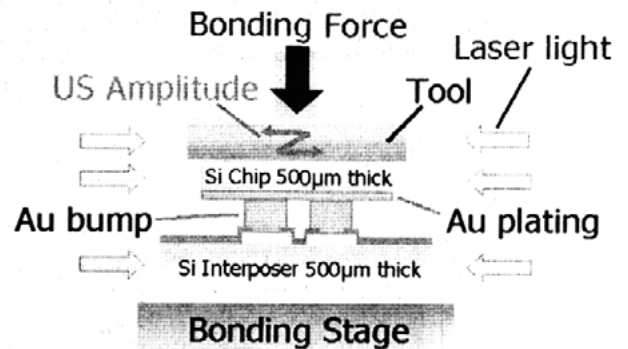 Bonding Force
Laser light
US Amplitude
Tool
Si Chip 500µm thick
Au bump
Au plating
Si Interposer 500µm thick
Bonding Stage